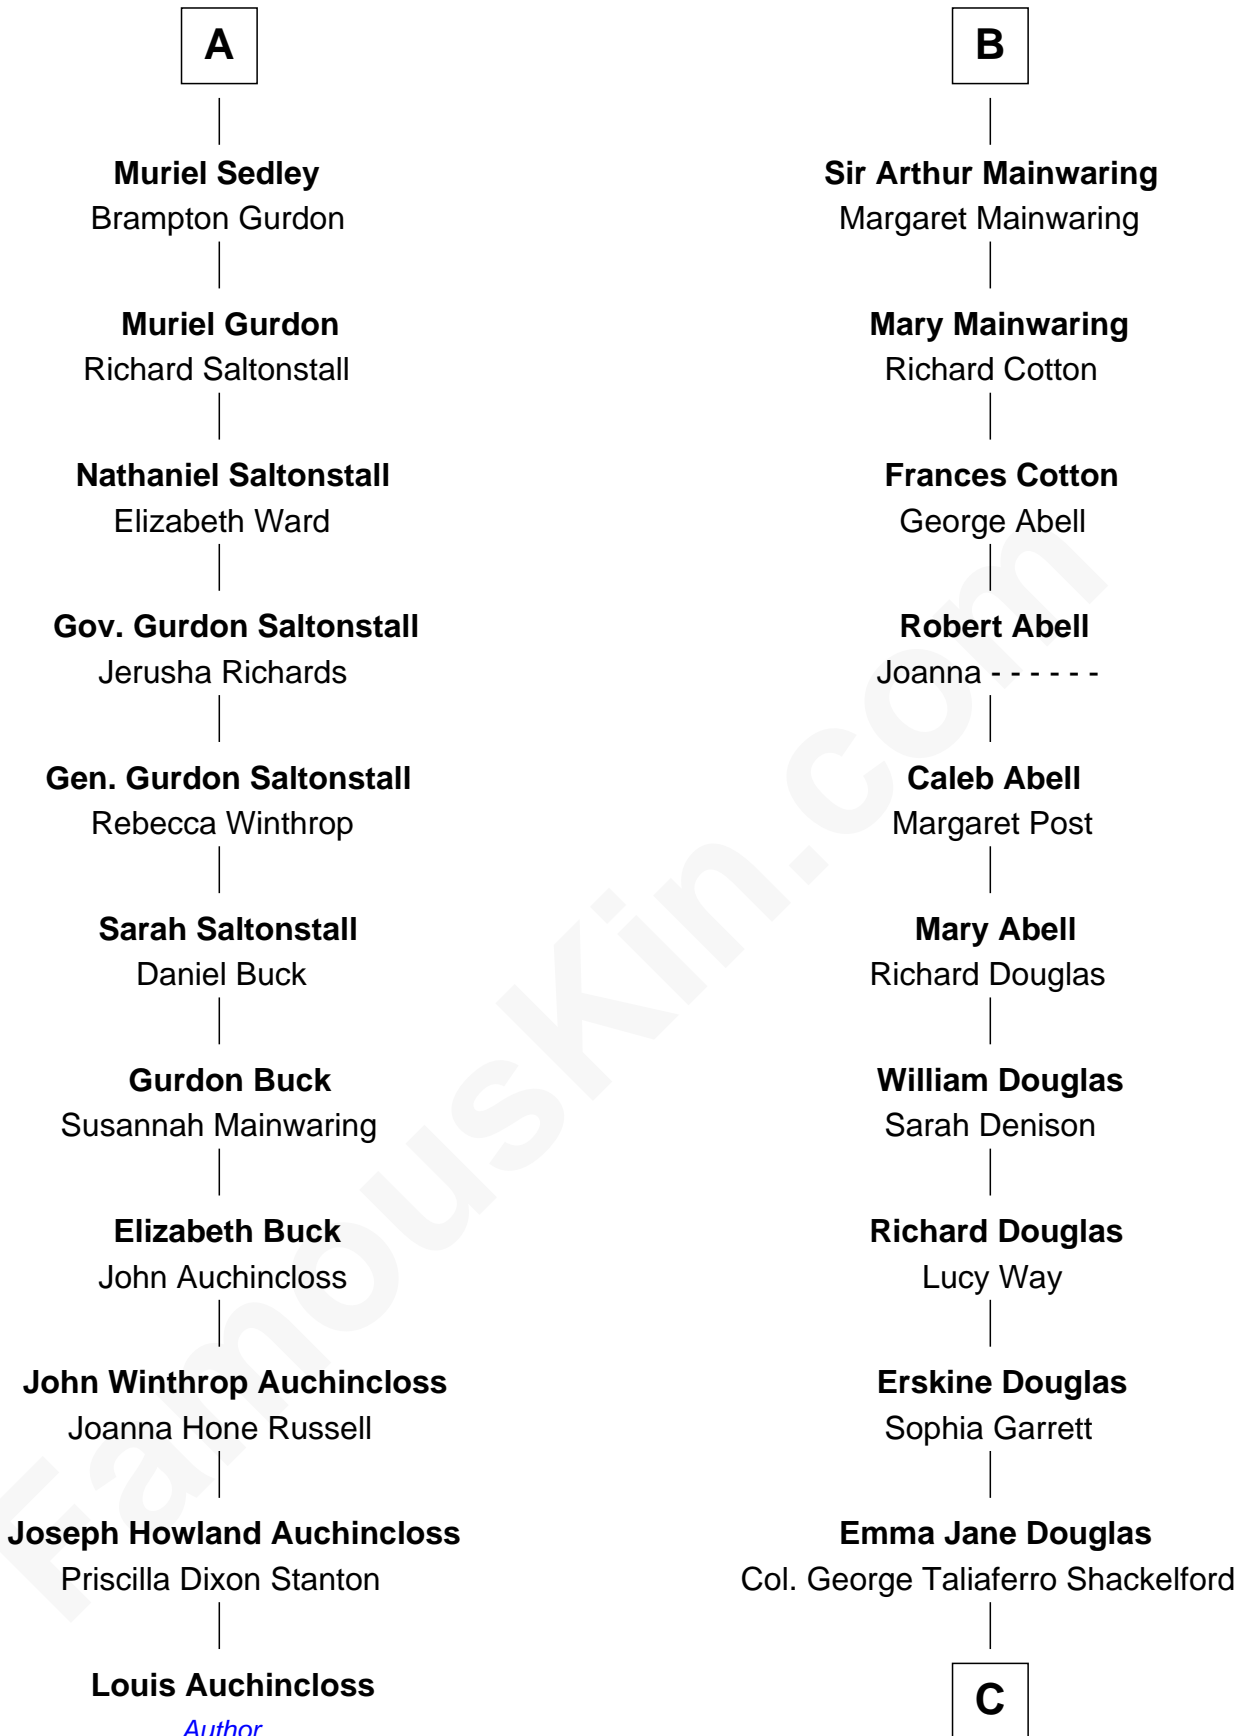 A
Muriel Sedley
Brampton Gurdon
Muriel Gurdon
Richard Saltonstall
Nathaniel Saltonstall
Elizabeth Ward
Gov. Gurdon Saltonstall
Jerusha Richards
Gen. Gurdon Saltonstall
Rebecca Winthrop
Sarah Saltonstall
Daniel Buck
Gurdon Buck
Susannah Mainwaring
Elizabeth Buck
John Auchincloss
John Winthrop Auchincloss
Joanna Hone Russell
Joseph Howland Auchincloss
Priscilla Dixon Stanton
Louis Auchincloss
Author
B
Sir Arthur Mainwaring
Margaret Mainwaring
Mary Mainwaring
Richard Cotton
Frances Cotton
George Abell
Robert Abell
Joanna - - - - - -
Caleb Abell
Margaret Post
Mary Abell
Richard Douglas
William Douglas
Sarah Denison
Richard Douglas
Lucy Way
Erskine Douglas
Sophia Garrett
Emma Jane Douglas
Col. George Taliaferro Shackelford
C
FamousKin.com